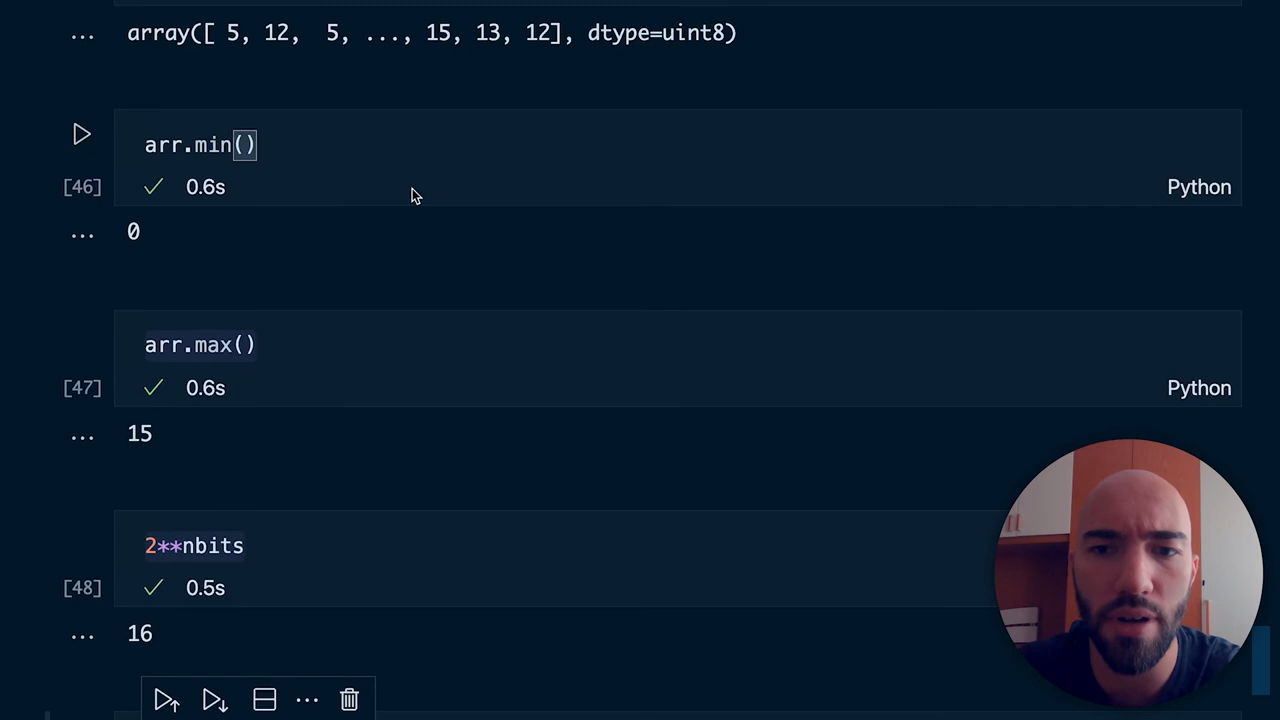 ... array([ 5, 12,  5, ..., 15, 13, 12], dtype=uint8)
arr.min()
[46] 0.6s Python
... 0
arr.max()
[47] 0.6s Python
... 15
2**nbits
[48] 0.5s
... 16
...